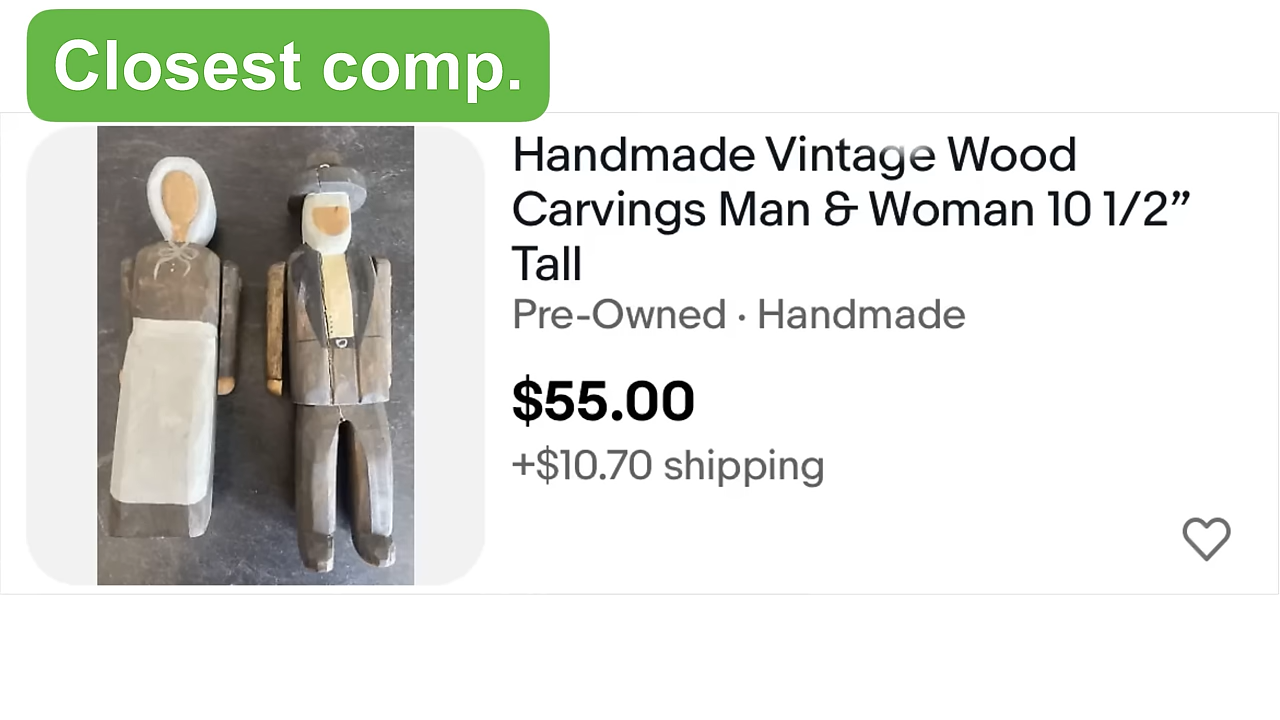 Closest comp.
Handmade Vintage Wood
Carvings Man & Woman 10 1/2”
Tall
Pre-Owned · Handmade
$55.00
+$10.70 shipping